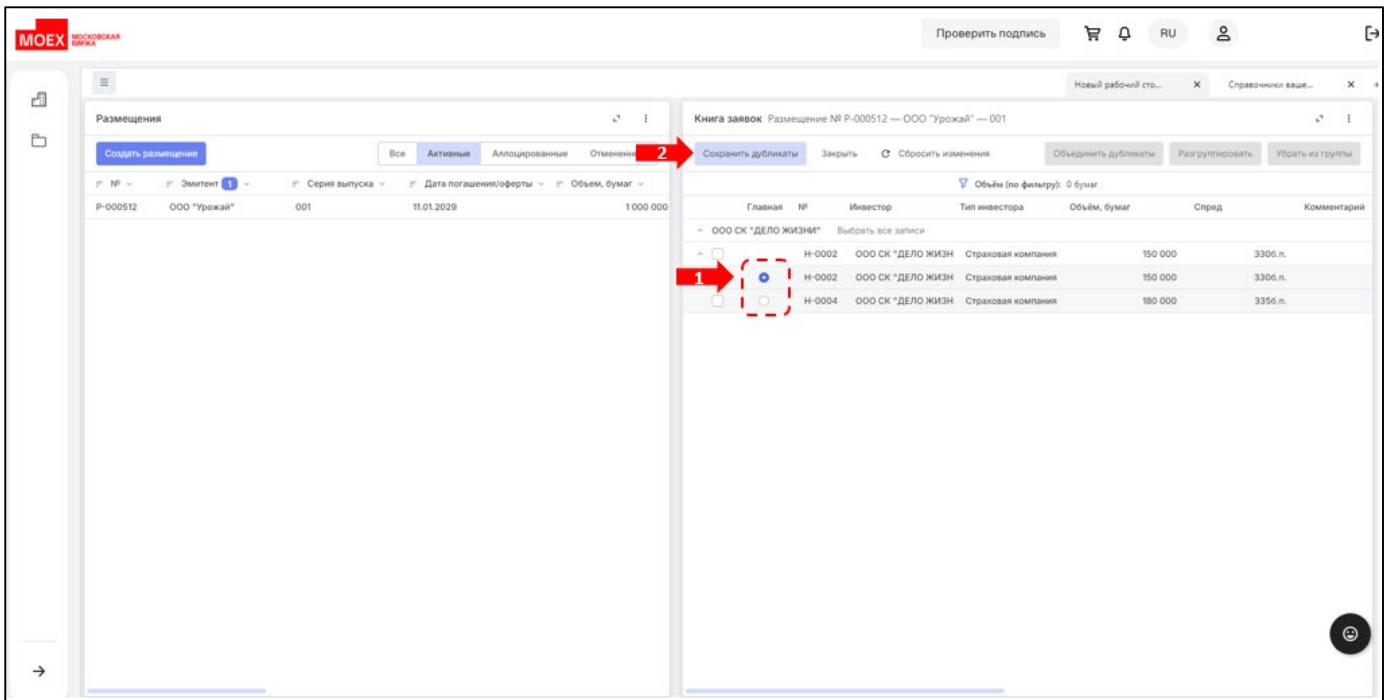 MOEX МОСКОВСКАЯ БИРЖА
Проверить подпись
RU
Новый рабочий сто...
Справочники ваше...
Размещения
Создать размещение
Все Активные Аллоцированные
№ Эмитент 1 Серия выпуска Дата погашения/оферты Объем, бумаг
Р-000512 ООО "Урожай" 001 11.01.2029 1 000 000
Книга заявок Размещение № Р-000512 — ООО "Урожай" — 001
2
Сохранить дубликаты Закрыть Сбросить изменения Объединить дубликаты Разгруппировать Убрать из группы
Объём (по фильтру): 0 бумаг
Главная № Инвестор Тип инвестора Объём, бумаг Спред Комментарий
ООО СК "ДЕЛО ЖИЗНИ" Выбрать все записи
Н-0002 ООО СК "ДЕЛО ЖИЗН Страховая компания 150 000 330б.п.
1
Н-0002 ООО СК "ДЕЛО ЖИЗН Страховая компания 150 000 330б.п.
Н-0004 ООО СК "ДЕЛО ЖИЗН Страховая компания 180 000 335б.п.